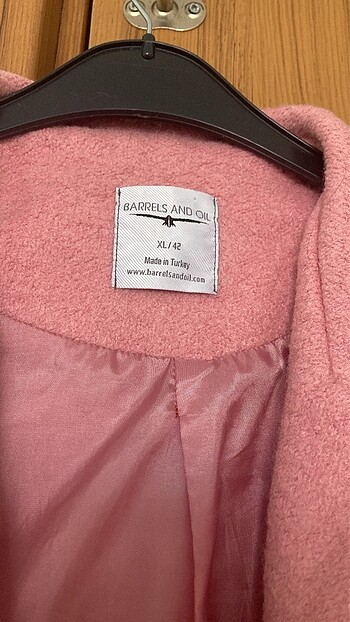 BARRELS AND OIL
XL/42
Made in Turkey
www.barrelsandoil.com